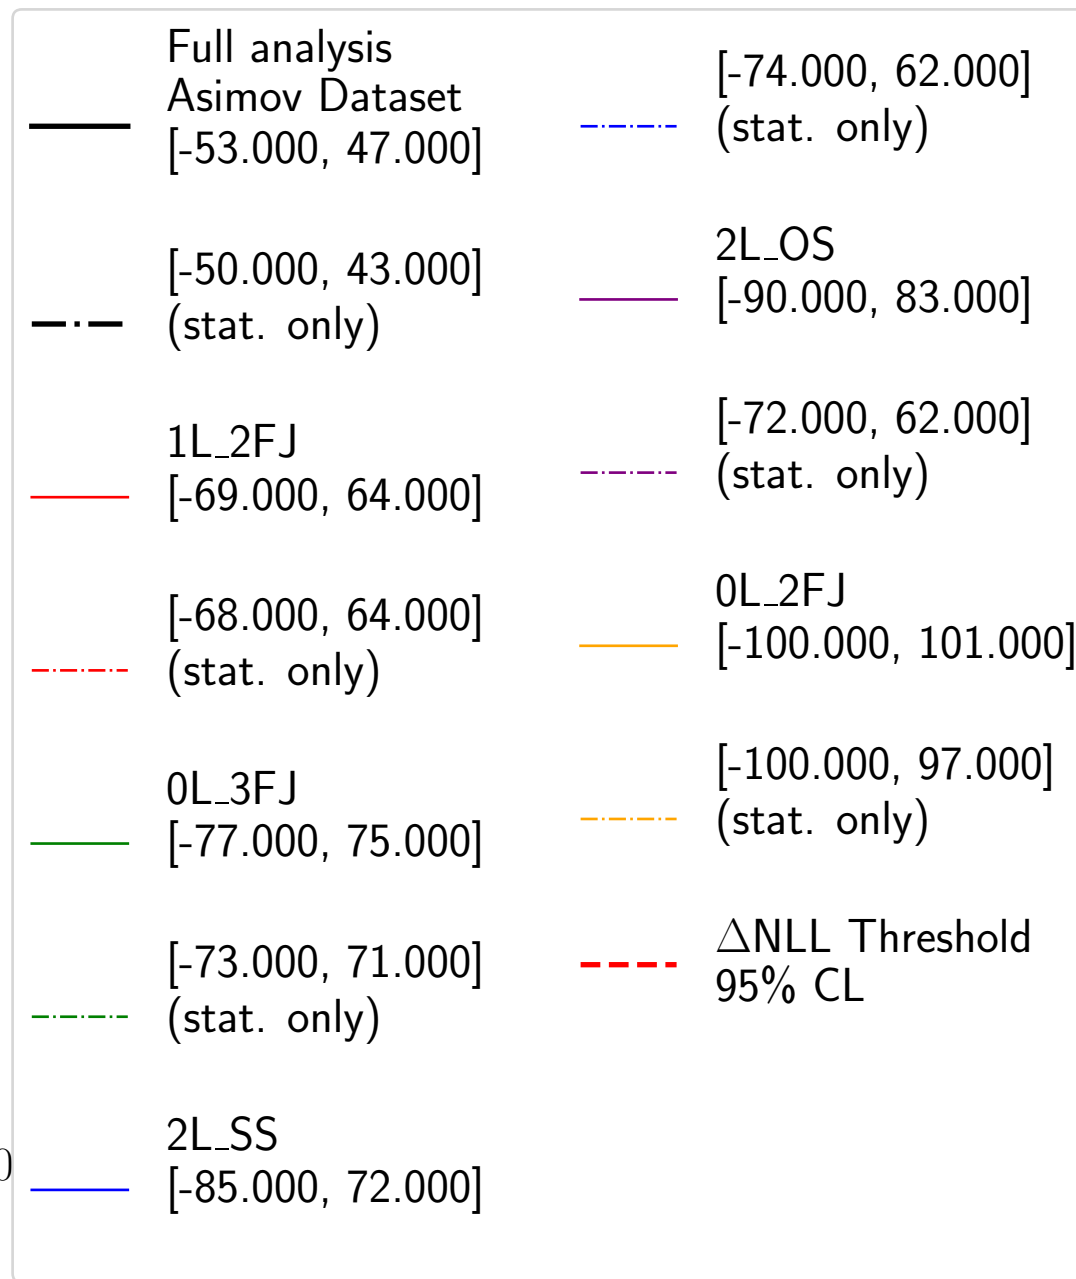 Full analysis
Asimov Dataset
[-53.000, 47.000]
[-50.000, 43.000]
(stat. only)
1L_2FJ
[-69.000, 64.000]
[-68.000, 64.000]
(stat. only)
0L_3FJ
[-77.000, 75.000]
[-73.000, 71.000]
(stat. only)
2L_SS
[-85.000, 72.000]
[-74.000, 62.000]
(stat. only)
2L_OS
[-90.000, 83.000]
[-72.000, 62.000]
(stat. only)
0L_2FJ
[-100.000, 101.000]
[-100.000, 97.000]
(stat. only)
ΔNLL Threshold
95% CL